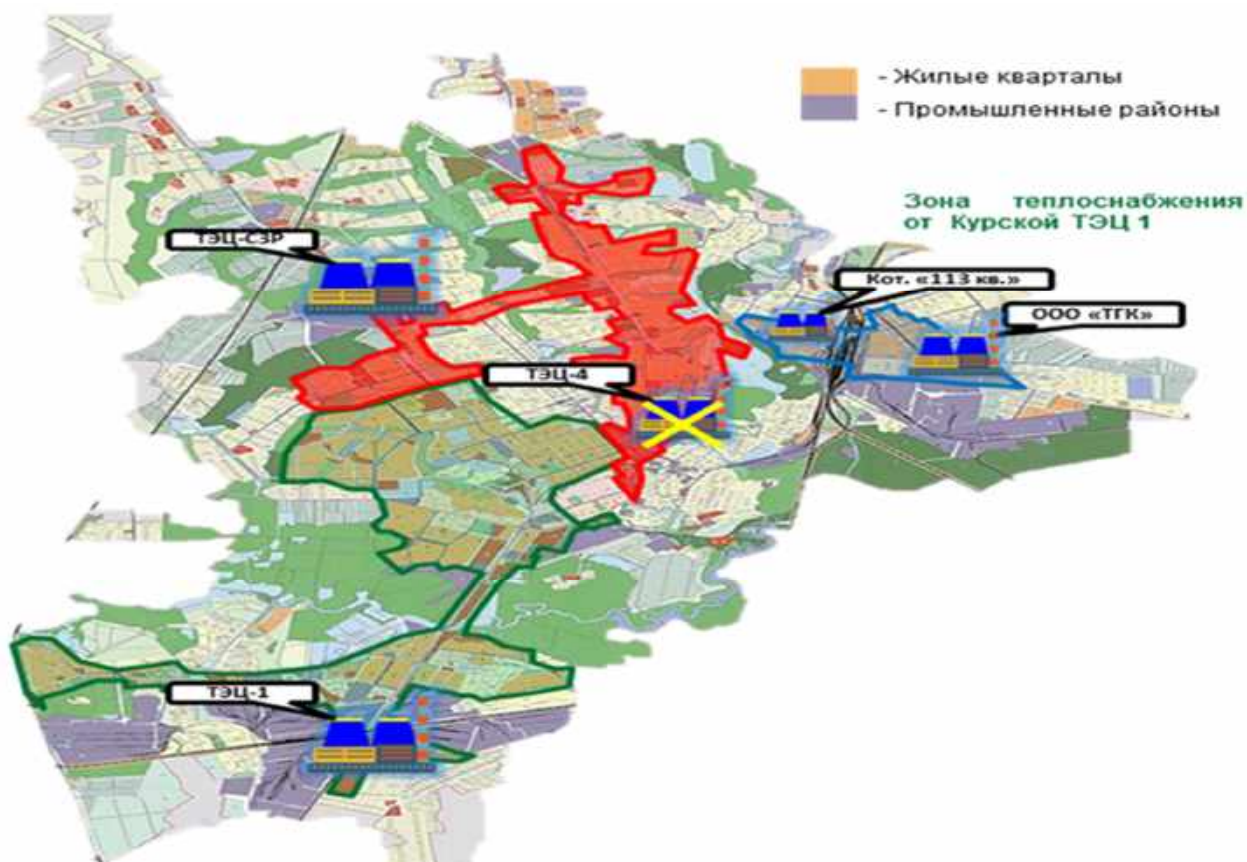 - Жилые кварталы
- Промышленные районы
Зона теплоснабжения
от Курской ТЭЦ 1
ТЭЦ-СЗР
Кот. «113 кв.»
ООО «ТГК»
ТЭЦ-4
ТЭЦ-1